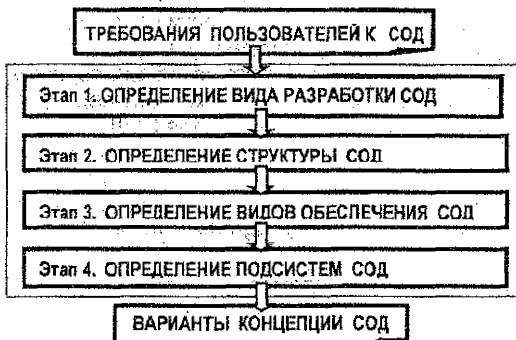 ТРЕБОВАНИЯ ПОЛЬЗОВАТЕЛЕЙ К СОД
Этап 1. ОПРЕДЕЛЕНИЕ ВИДА РАЗРАБОТКИ СОД
Этап 2. ОПРЕДЕЛЕНИЕ СТРУКТУРЫ СОД
Этап 3. ОПРЕДЕЛЕНИЕ ВИДОВ ОБЕСПЕЧЕНИЯ СОД
Этап 4. ОПРЕДЕЛЕНИЕ ПОДСИСТЕМ СОД
ВАРИАНТЫ КОНЦЕПЦИИ СОД